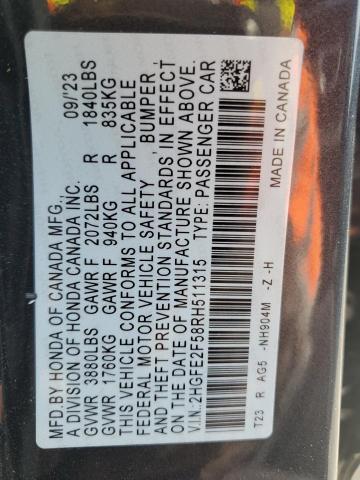 MFD.BY HONDA OF CANADA MFG.,
A DIVISION OF HONDA CANADA INC. 09/'23
GVWR 3880LBS GAWR F 2072LBS R 1840LBS
GVWR 1760KG GAWR F 940KG R 835KG
THIS VEHICLE CONFORMS TO ALL APPLICABLE
FEDERAL MOTOR VEHICLE SAFETY , BUMPER ,
AND THEFT PREVENTION STANDARDS IN EFFECT
ON THE DATE OF MANUFACTURE SHOWN ABOVE.
V.I.N.:2HGFE2F58RH511315 TYPE:PASSENGER CAR
T23 R AG5 -NH904M -Z -H
MADE IN CANADA